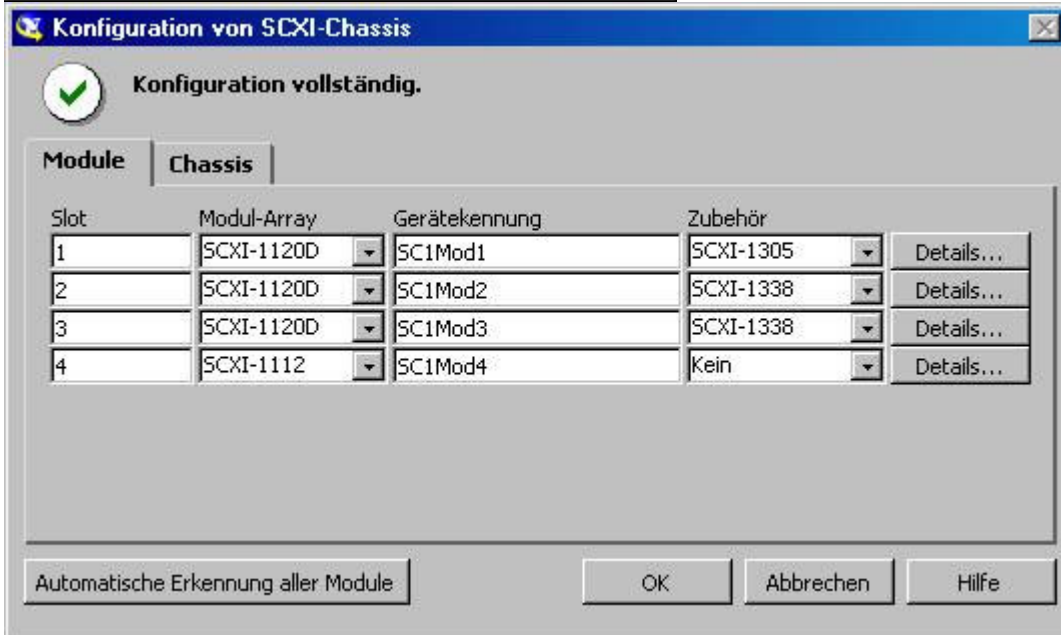 Konfiguration von SCXI-Chassis
Konfiguration vollständig.
Module Chassis
Slot Modul-Array Gerätekennung Zubehör
1 SCXI-1120D SC1Mod1 SCXI-1305 Details...
2 SCXI-1120D SC1Mod2 SCXI-1338 Details...
3 SCXI-1120D SC1Mod3 SCXI-1338 Details...
4 SCXI-1112 SC1Mod4 Kein Details...
Automatische Erkennung aller Module OK Abbrechen Hilfe